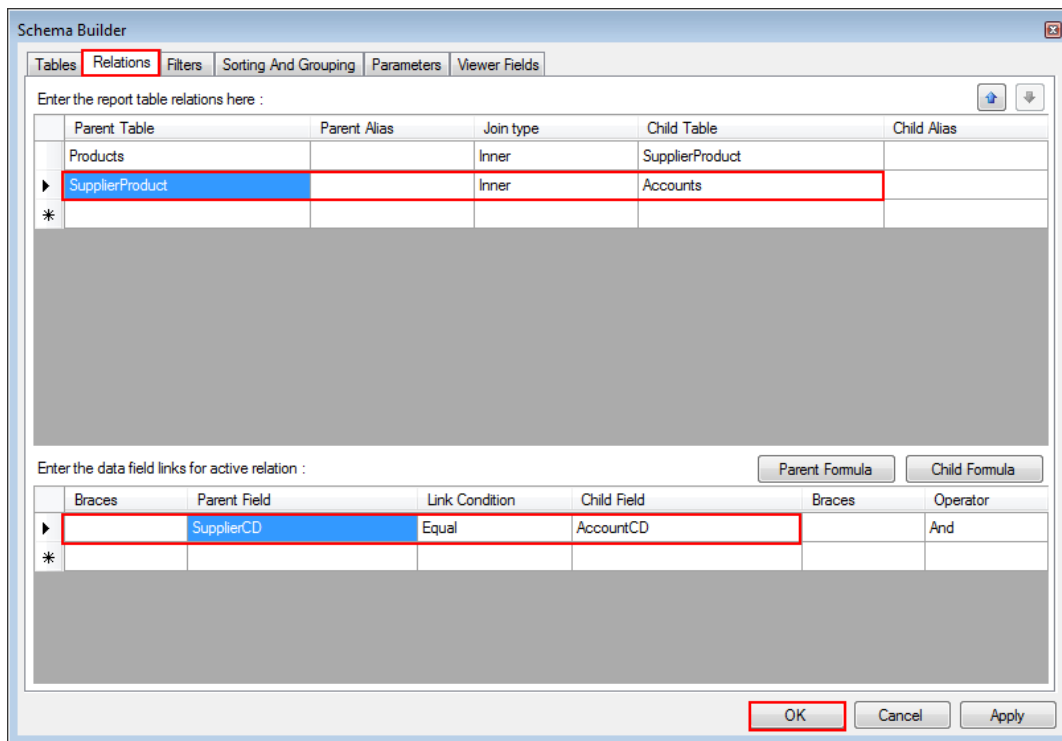 Schema Builder
Tables Relations Filters Sorting And Grouping Parameters Viewer Fields
Enter the report table relations here :
Parent Table Parent Alias Join type Child Table Child Alias
Products Inner SupplierProduct
SupplierProduct Inner Accounts
Enter the data field links for active relation :
Parent Formula Child Formula
Braces Parent Field Link Condition Child Field Braces Operator
SupplierCD Equal AccountCD And
OK Cancel Apply